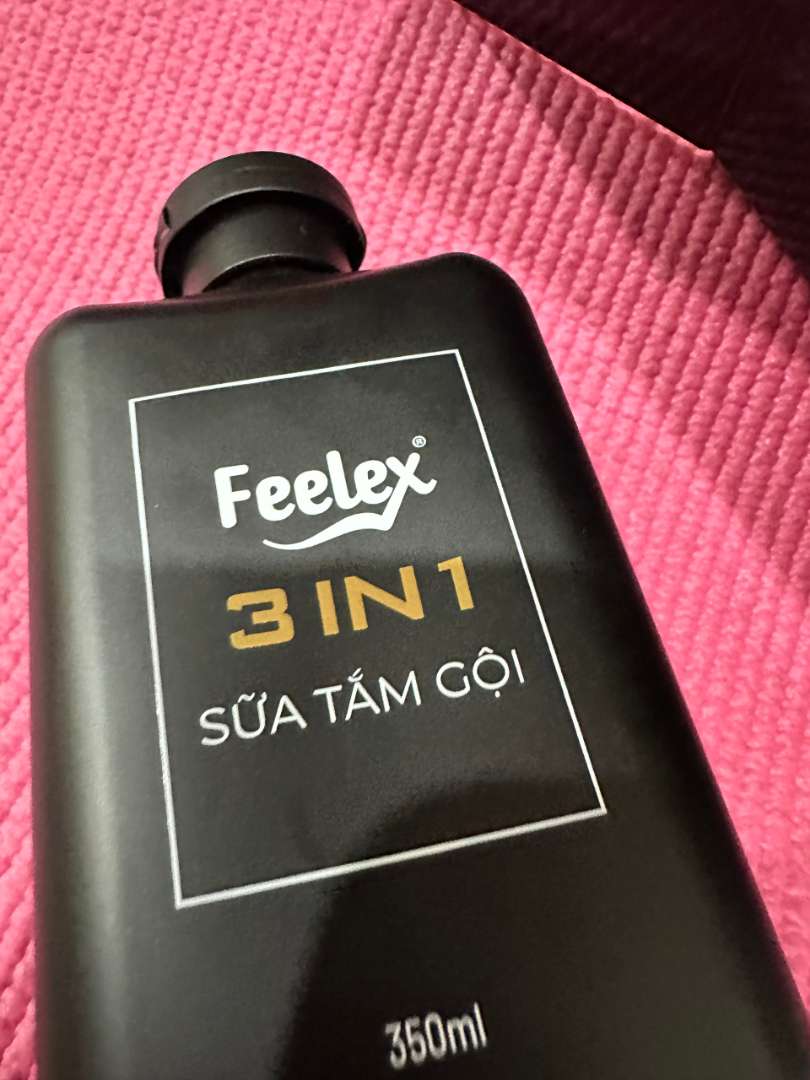 Feelex®
3 IN 1
SỮA TẮM GỘI
350ml